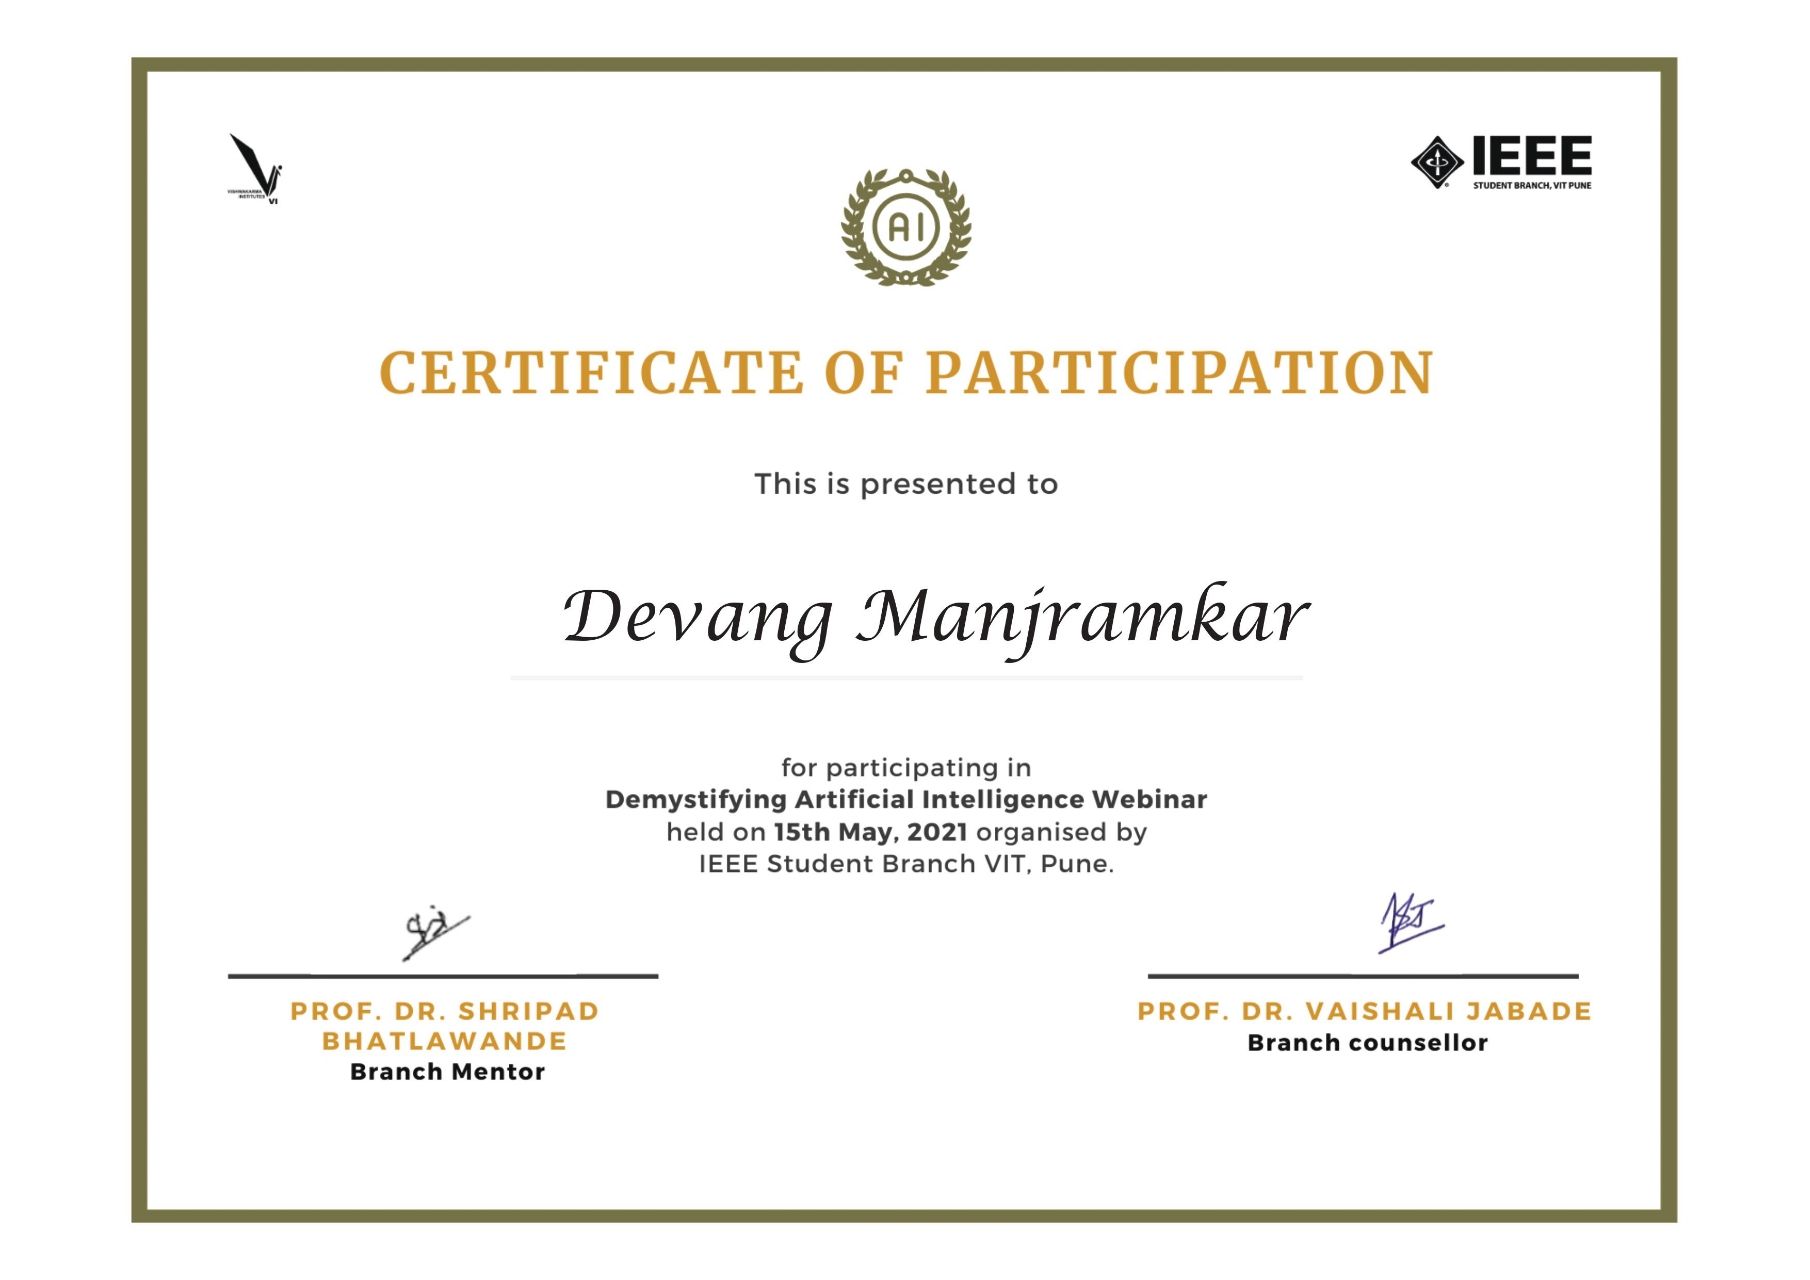 VISHWAKARMA
INSTITUTES
VI
IEEE
STUDENT BRANCH, VIT PUNE
AI
CERTIFICATE OF PARTICIPATION
This is presented to
Devang Manjramkar
for participating in
Demystifying Artificial Intelligence Webinar
held on 15th May, 2021 organised by
IEEE Student Branch VIT, Pune.
PROF. DR. SHRIPAD
BHATLAWANDE
Branch Mentor
PROF. DR. VAISHALI JABADE
Branch counsellor